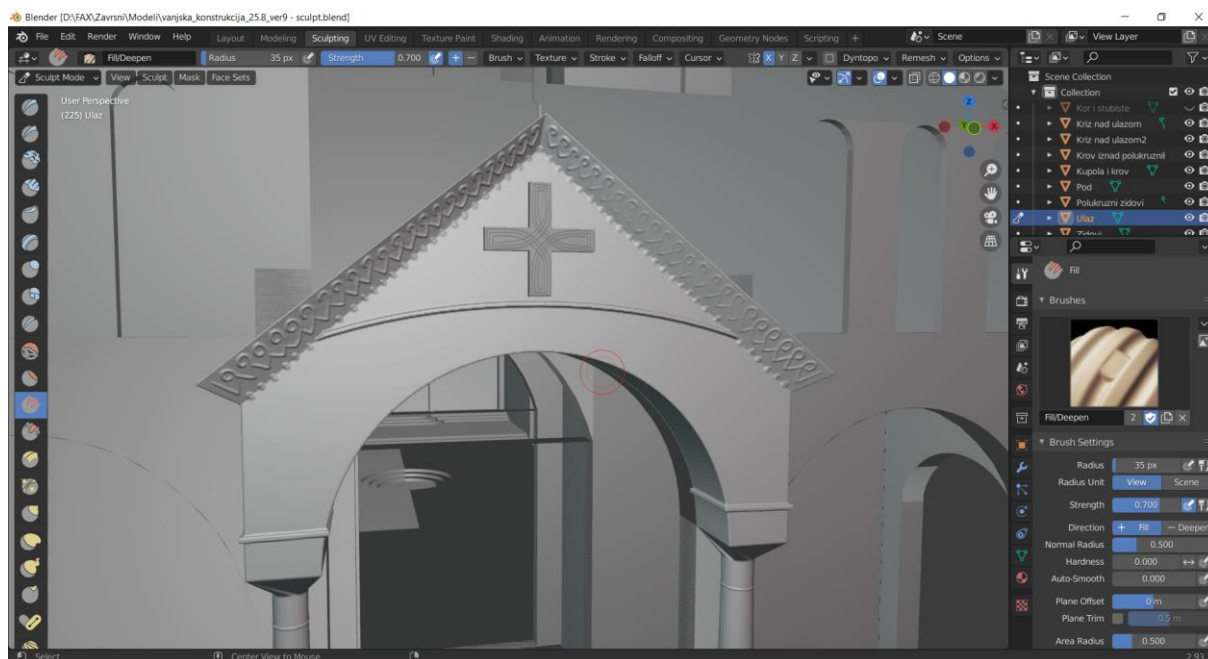 Blender [D:\FAX\Zavrsni\Modeli\vanjska_konstrukcija_25.8_ver9 - sculpt.blend]
File Edit Render Window Help Layout Modeling Sculpting UV Editing Texture Paint Shading Animation Rendering Compositing Geometry Nodes Scripting + Scene View Layer
Fill/Deepen Radius 35 px Strength 0.700 + − Brush Texture Stroke Falloff Cursor X Y Z Dyntopo Remesh Options
Sculpt Mode View Sculpt Mask Face Sets
Scene Collection
Collection
User Perspective
(225) Ulaz
Z
Y
X
Kor i stubiste
Kriz nad ulazom
Kriz nad ulazom2
Krov iznad polukruznil
Kupola i krov
Pod
Polukruzni zidovi
Ulaz
Zidovi
Fill
Brushes
Fill/Deepen 2
Brush Settings
Radius 35 px
Radius Unit View Scene
Strength 0.700
Direction + Fill − Deepen
Normal Radius 0.500
Hardness 0.000
Auto-Smooth 0.000
Plane Offset 0 m
Plane Trim 0.5 m
Area Radius 0.500
Select Center View to Mouse 2.93